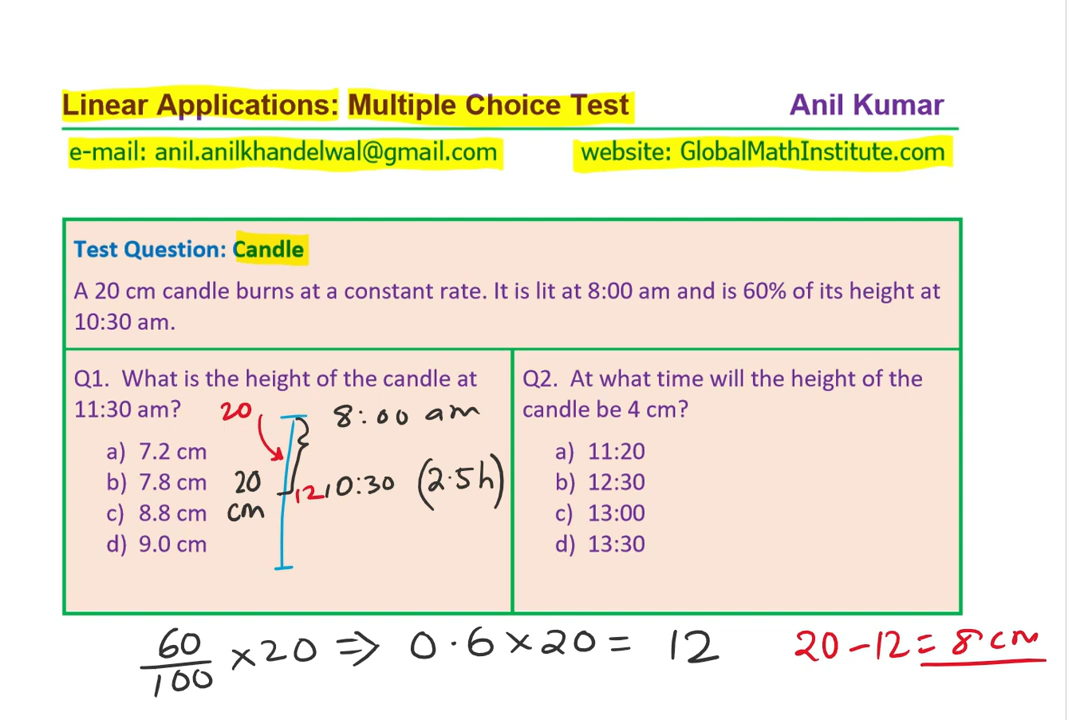 Linear Applications: Multiple Choice Test Anil Kumar
e-mail: anil.anilkhandelwal@gmail.com website: GlobalMathInstitute.com
Test Question: Candle
A 20 cm candle burns at a constant rate. It is lit at 8:00 am and is 60% of its height at
10:30 am.
Q1. What is the height of the candle at
11:30 am?
a) 7.2 cm
b) 7.8 cm
c) 8.8 cm
d) 9.0 cm
20
8:00 am
20
cm
12
10:30 (2.5h)
Q2. At what time will the height of the
candle be 4 cm?
a) 11:20
b) 12:30
c) 13:00
d) 13:30
60/100 ×20 ⇒ 0.6×20 = 12 20-12 = 8 cm